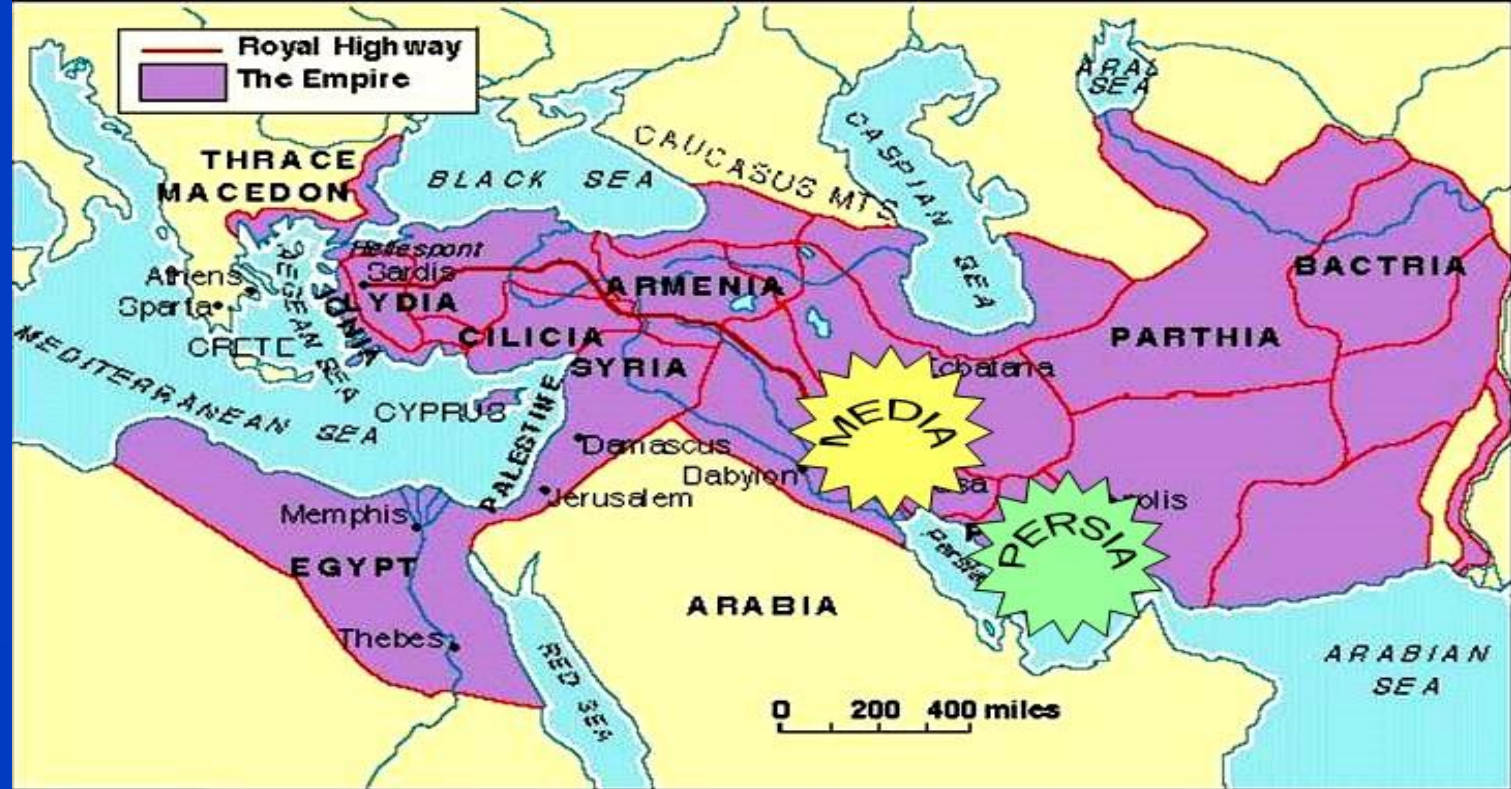 Royal Highway
The Empire
ARAL
SEA
THRACE
MACEDON
BLACK SEA
CAUCASUS MTS
CASPIAN
SEA
Hellespont
Sardis
Athens
Sparta
AEGEAN SEA
IONIA
LYDIA
ARMENIA
BACTRIA
CILICIA
PARTHIA
CRETE
SYRIA
Ecbatana
MEDITERRANEAN SEA
CYPRUS
PALESTINE
MEDIA
Damascus
Babylon
Jerusalem
Memphis
PERSIA
EGYPT
ARABIA
Thebes
RED SEA
ARABIAN
SEA
0 200 400 miles